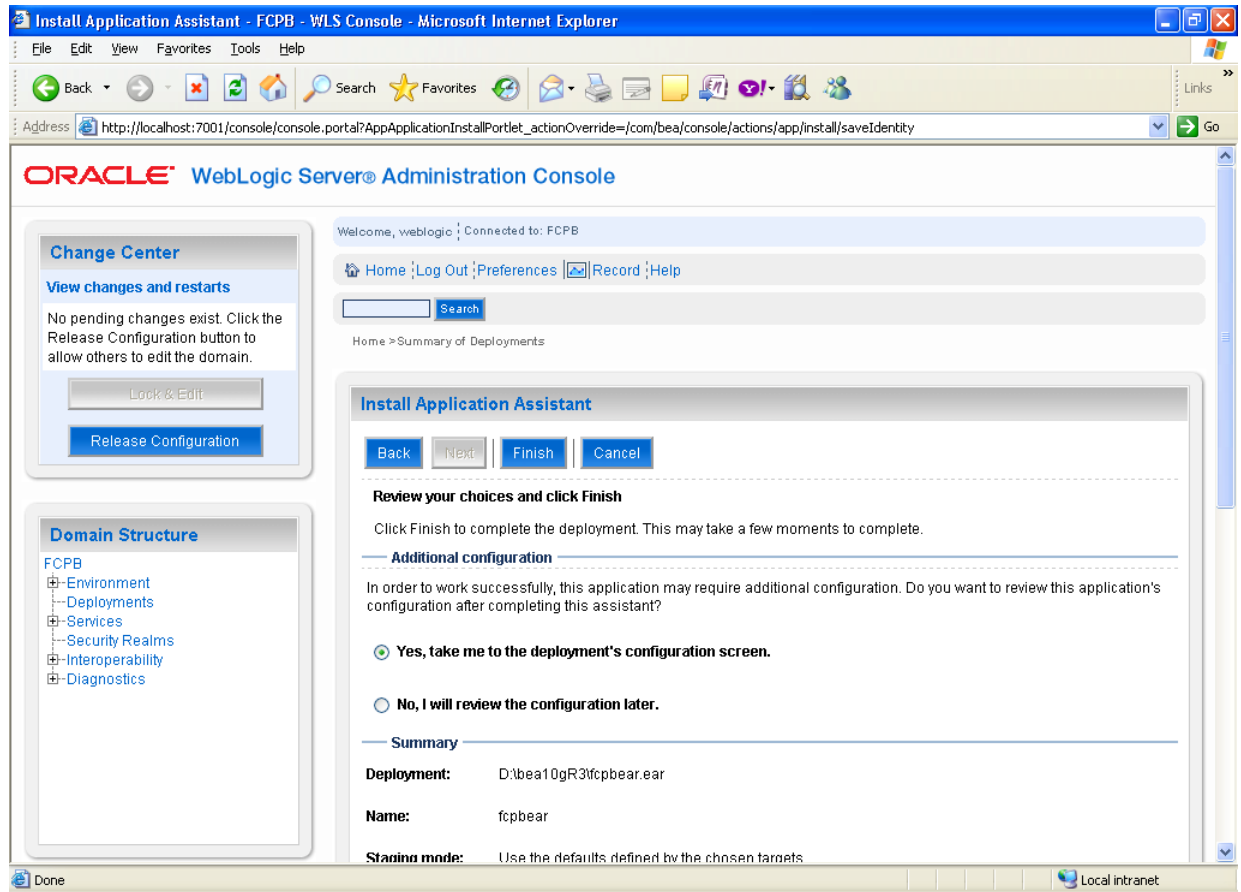 Install Application Assistant - FCPB - WLS Console - Microsoft Internet Explorer
File Edit View Favorites Tools Help
Back Search Favorites Links
Address http://localhost:7001/console/console.portal?AppApplicationInstallPortlet_actionOverride=/com/bea/console/actions/app/install/saveIdentity Go
ORACLE WebLogic Server® Administration Console
Change Center
View changes and restarts
No pending changes exist. Click the
Release Configuration button to
allow others to edit the domain.
Lock & Edit
Release Configuration
Domain Structure
FCPB
Environment
Deployments
Services
Security Realms
Interoperability
Diagnostics
Welcome, weblogic Connected to: FCPB
Home Log Out Preferences Record Help
Search
Home >Summary of Deployments
Install Application Assistant
Back Next Finish Cancel
Review your choices and click Finish
Click Finish to complete the deployment. This may take a few moments to complete.
Additional configuration
In order to work successfully, this application may require additional configuration. Do you want to review this application's
configuration after completing this assistant?
Yes, take me to the deployment's configuration screen.
No, I will review the configuration later.
Summary
Deployment: D:\bea10gR3\fcpbear.ear
Name: fcpbear
Staging mode: Use the defaults defined by the chosen targets
Done Local intranet